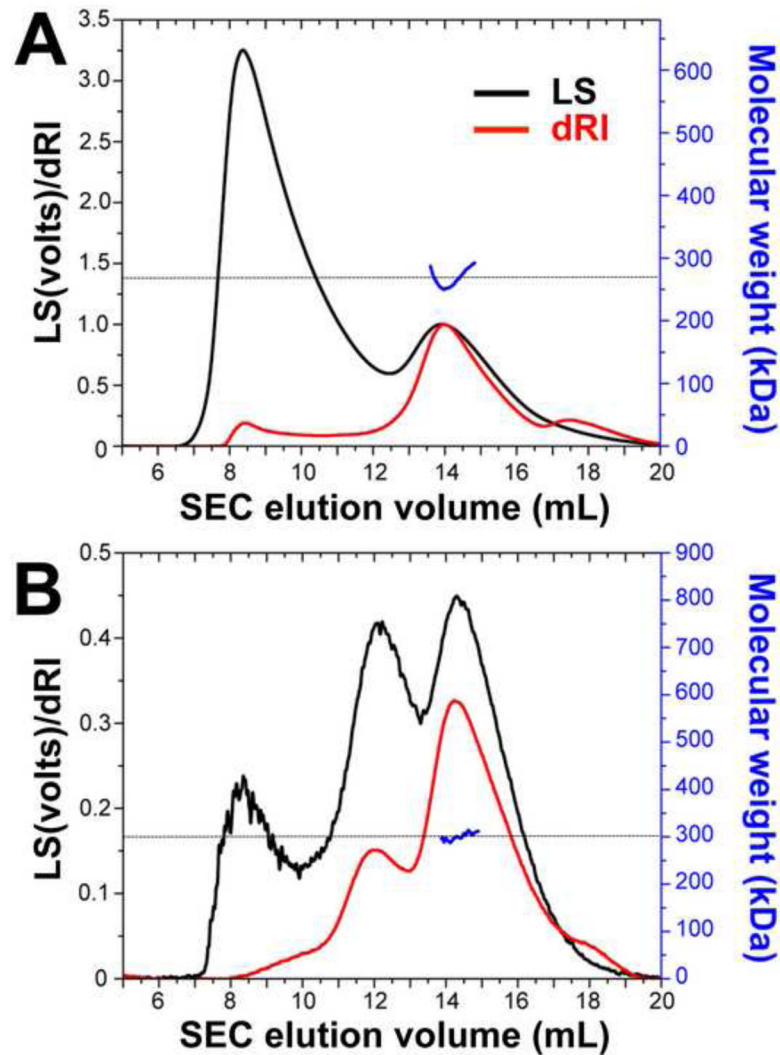 A
LS(volts)/dRI
3.5
3.0
2.5
2.0
1.5
1.0
0.5
0
LS
dRI
600
500
400
300
200
100
0
Molecular weight (kDa)
6 8 10 12 14 16 18 20
SEC elution volume (mL)
B
LS(volts)/dRI
0.5
0.4
0.3
0.2
0.1
0
900
800
700
600
500
400
300
200
100
0
Molecular weight (kDa)
6 8 10 12 14 16 18 20
SEC elution volume (mL)